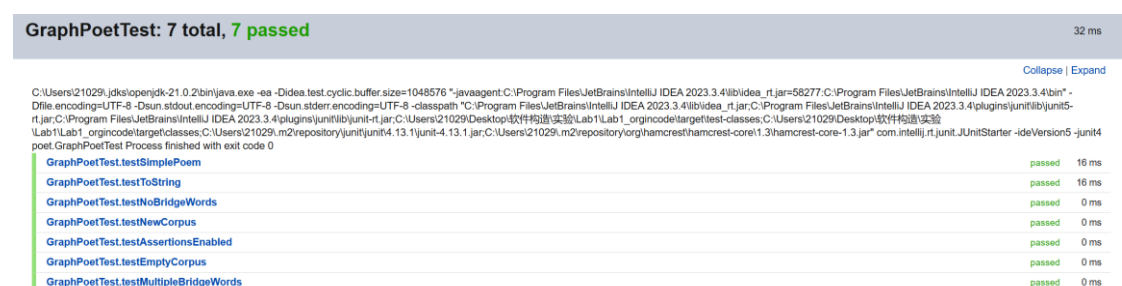 GraphPoetTest: 7 total, 7 passed
32 ms
Collapse | Expand
C:\Users\21029\.jdks\openjdk-21.0.2\bin\java.exe -ea -Didea.test.cyclic.buffer.size=1048576 "-javaagent:C:\Program Files\JetBrains\IntelliJ IDEA 2023.3.4\lib\idea_rt.jar=58277:C:\Program Files\JetBrains\IntelliJ IDEA 2023.3.4\bin" -
Dfile.encoding=UTF-8 -Dsun.stdout.encoding=UTF-8 -Dsun.stderr.encoding=UTF-8 -classpath "C:\Program Files\JetBrains\IntelliJ IDEA 2023.3.4\lib\idea_rt.jar;C:\Program Files\JetBrains\IntelliJ IDEA 2023.3.4\plugins\junit\lib\junit5-
rt.jar;C:\Program Files\JetBrains\IntelliJ IDEA 2023.3.4\plugins\junit\lib\junit-rt.jar;C:\Users\21029\Desktop\软件构造\实验\Lab1\Lab1_orgincode\target\test-classes;C:\Users\21029\Desktop\软件构造\实验
\Lab1\Lab1_orgincode\target\classes;C:\Users\21029\.m2\repository\junit\junit\4.13.1\junit-4.13.1.jar;C:\Users\21029\.m2\repository\org\hamcrest\hamcrest-core\1.3\hamcrest-core-1.3.jar" com.intellij.rt.junit.JUnitStarter -ideVersion5 -junit4
poet.GraphPoetTest Process finished with exit code 0
GraphPoetTest.testSimplePoem passed 16 ms
GraphPoetTest.testToString passed 16 ms
GraphPoetTest.testNoBridgeWords passed 0 ms
GraphPoetTest.testNewCorpus passed 0 ms
GraphPoetTest.testAssertionsEnabled passed 0 ms
GraphPoetTest.testEmptyCorpus passed 0 ms
GraphPoetTest.testMultipleBridgeWords passed 0 ms